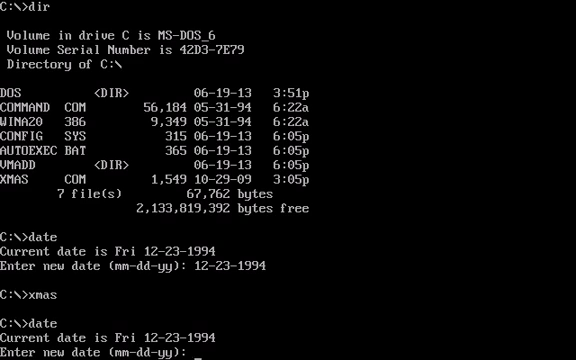 C:\>dir
Volume in drive C is MS-DOS_6
Volume Serial Number is 42D3-7E79
Directory of C:\
DOS <DIR> 06-19-13 3:51p
COMMAND COM 56,184 05-31-94 6:22a
WINA20 386 9,349 05-31-94 6:22a
CONFIG SYS 315 06-19-13 6:05p
AUTOEXEC BAT 365 06-19-13 6:05p
VMADD <DIR> 06-19-13 6:05p
XMAS COM 1,549 10-29-09 3:05p
7 file(s) 67,762 bytes
2,133,819,392 bytes free
C:\>date
Current date is Fri 12-23-1994
Enter new date (mm-dd-yy): 12-23-1994
C:\>xmas
C:\>date
Current date is Fri 12-23-1994
Enter new date (mm-dd-yy): _